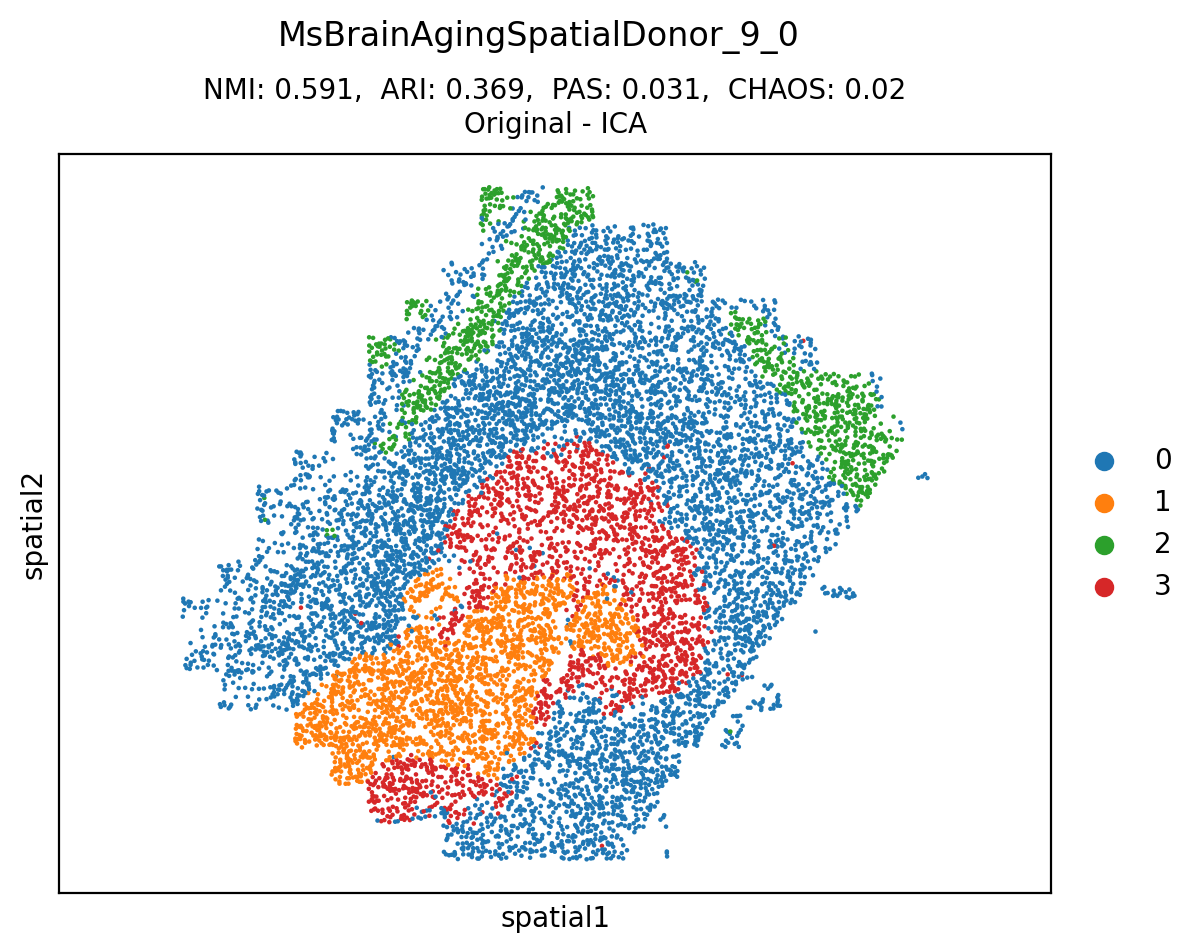 MsBrainAgingSpatialDonor_9_0
NMI: 0.591,  ARI: 0.369,  PAS: 0.031,  CHAOS: 0.02
Original - ICA
spatial2
0
1
2
3
spatial1